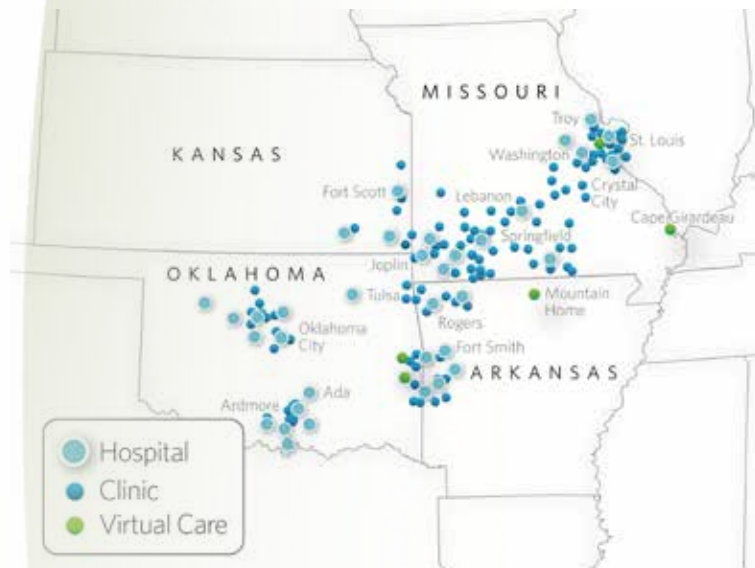 MISSOURI
Troy
St. Louis
KANSAS
Washington
Fort Scott
Lebanon
Crystal
City
Cape Girardeau
Springfield
Joplin
OKLAHOMA
Tulsa
Mountain
Home
Rogers
Oklahoma
City
Fort Smith
ARKANSAS
Ada
Ardmore
Hospital
Clinic
Virtual Care